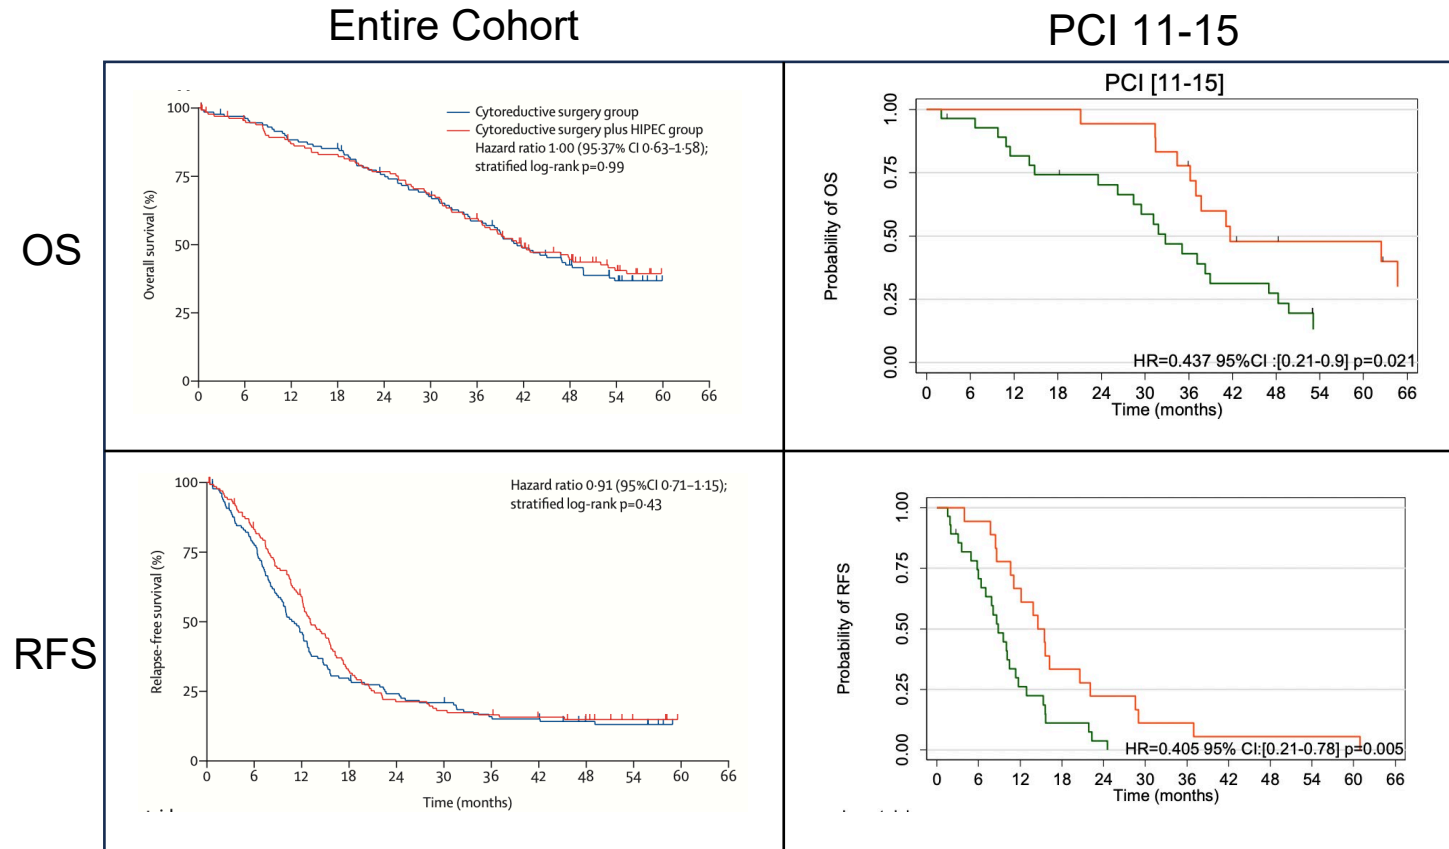 Entire Cohort
PCI 11-15
OS
100
75
50
25
0
Overall survival (%)
Cytoreductive surgery group
Cytoreductive surgery plus HIPEC group
Hazard ratio 1·00 (95·37% CI 0·63–1·58);
stratified log-rank p=0·99
0 6 12 18 24 30 36 42 48 54 60 66
PCI [11-15]
1.00
0.75
0.50
0.25
0.00
Probability of OS
HR=0.437 95%CI :[0.21-0.9] p=0.021
0 6 12 18 24 30 36 42 48 54 60 66
Time (months)
RFS
100
75
50
25
0
Relapse-free survival (%)
Hazard ratio 0·91 (95%CI 0·71–1·15);
stratified log-rank p=0·43
0 6 12 18 24 30 36 42 48 54 60 66
Time (months)
1.00
0.75
0.50
0.25
0.00
Probability of RFS
HR=0.405 95% CI:[0.21-0.78] p=0.005
0 6 12 18 24 30 36 42 48 54 60 66
Time (months)